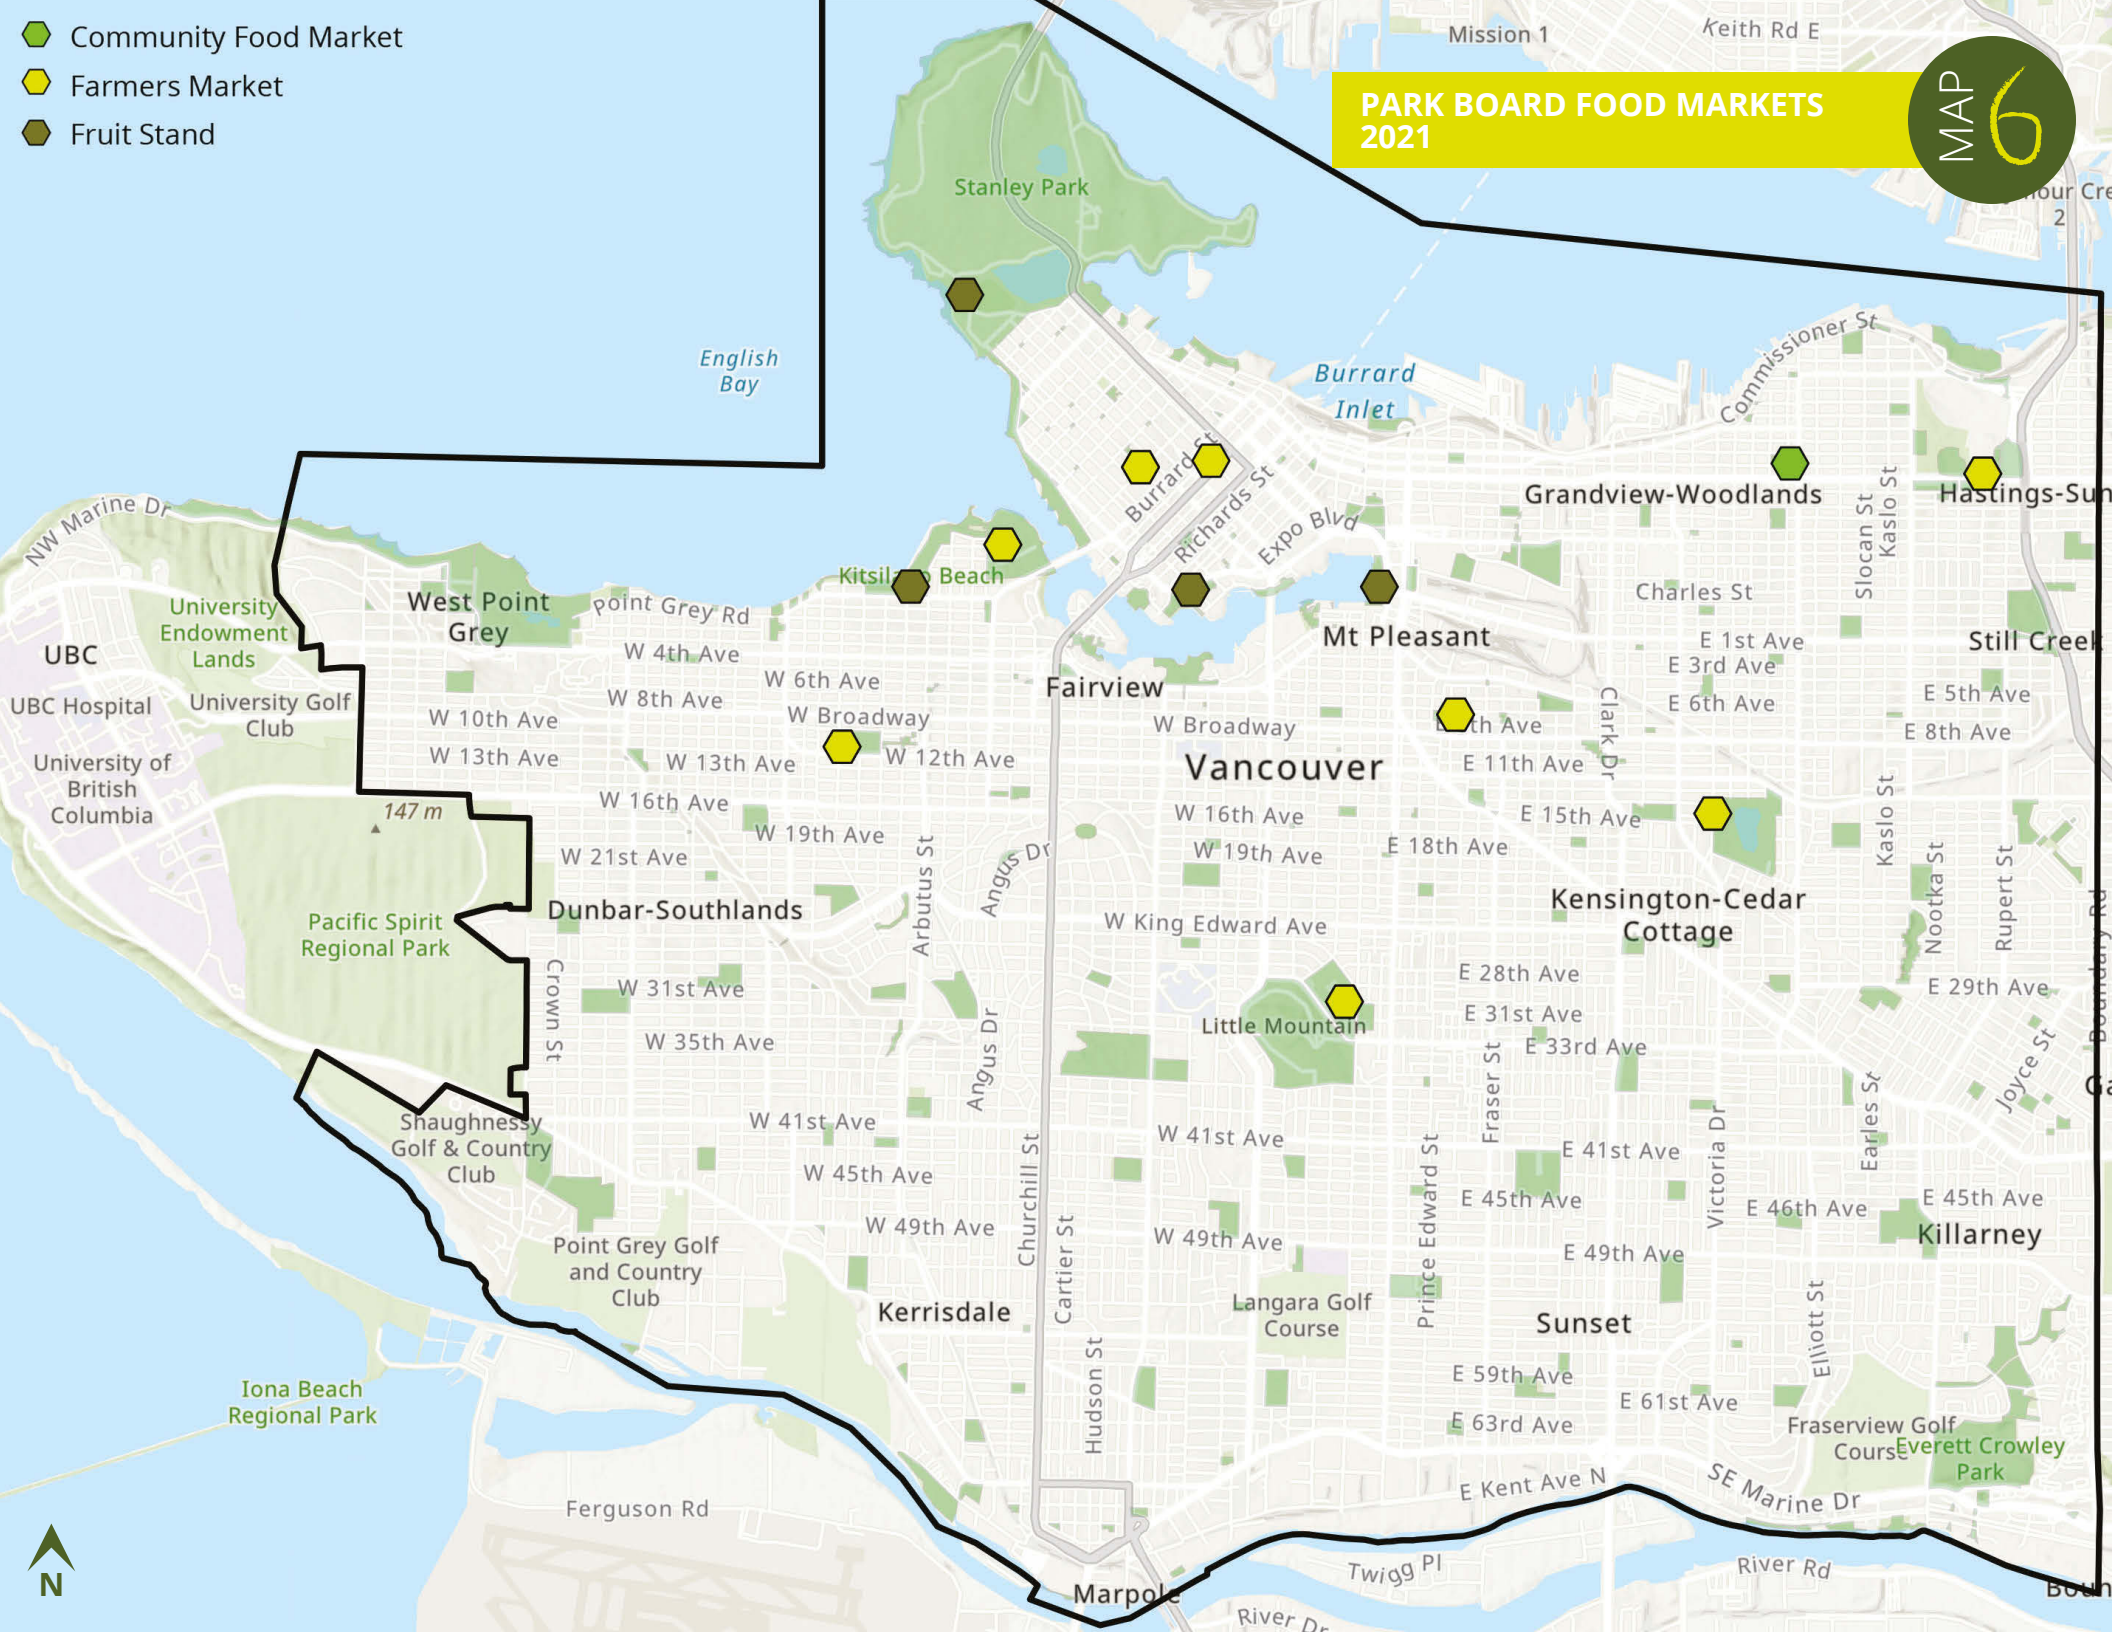 Community Food Market
Farmers Market
Fruit Stand
PARK BOARD FOOD MARKETS
2021
MAP
6
Mission 1
Keith Rd E
2
Stanley Park
English
Bay
Burrard
Inlet
Commissioner St
NW Marine Dr
University
Endowment
Lands
UBC
UBC Hospital
University Golf
Club
University of
British
Columbia
147 m
Pacific Spirit
Regional Park
West Point
Grey
Point Grey Rd
Beach
Burrard St
Richards St
Expo Blvd
Grandview-Woodlands
Slocan St
Kaslo St
Charles St
Mt Pleasant
E 1st Ave
E 3rd Ave
E 6th Ave
Still Creek
E 5th Ave
E 8th Ave
W 4th Ave
W 6th Ave
W 8th Ave
W 10th Ave
W Broadway
W 13th Ave
W 13th Ave
W 12th Ave
Fairview
W Broadway
Vancouver
Ave
E 11th Ave
Clark Dr
W 16th Ave
W 19th Ave
W 21st Ave
W 16th Ave
W 19th Ave
E 15th Ave
E 18th Ave
Kaslo St
Nootka St
Rupert St
Boundary Rd
Dunbar-Southlands
Arbutus St
Angus Dr
W King Edward Ave
Kensington-Cedar
Cottage
Crown St
W 31st Ave
W 35th Ave
Angus Dr
Little Mountain
E 28th Ave
E 31st Ave
E 33rd Ave
E 29th Ave
Joyce St
Fraser St
Earles St
Shaughnessy
Golf & Country
Club
W 41st Ave
W 45th Ave
W 49th Ave
Churchill St
Cartier St
W 41st Ave
W 49th Ave
Prince Edward St
E 41st Ave
E 45th Ave
E 49th Ave
Victoria Dr
E 46th Ave
E 45th Ave
Killarney
Point Grey Golf
and Country
Club
Kerrisdale
Langara Golf
Course
Sunset
Elliott St
Hudson St
E 59th Ave
E 61st Ave
E 63rd Ave
Fraserview Golf
Course
Everett Crowley
Park
Iona Beach
Regional Park
Ferguson Rd
E Kent Ave N
SE Marine Dr
Twigg Pl
River Rd
Marpole
River Dr
N